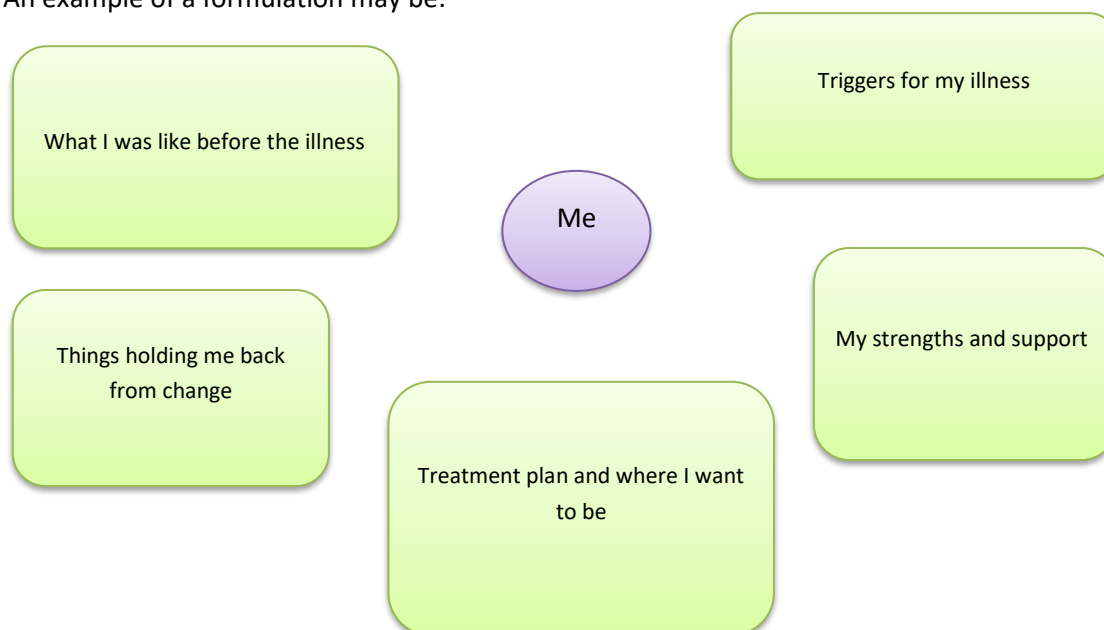 An example of a formulation may be:
What I was like before the illness
Triggers for my illness
Me
Things holding me back
from change
My strengths and support
Treatment plan and where I want
to be